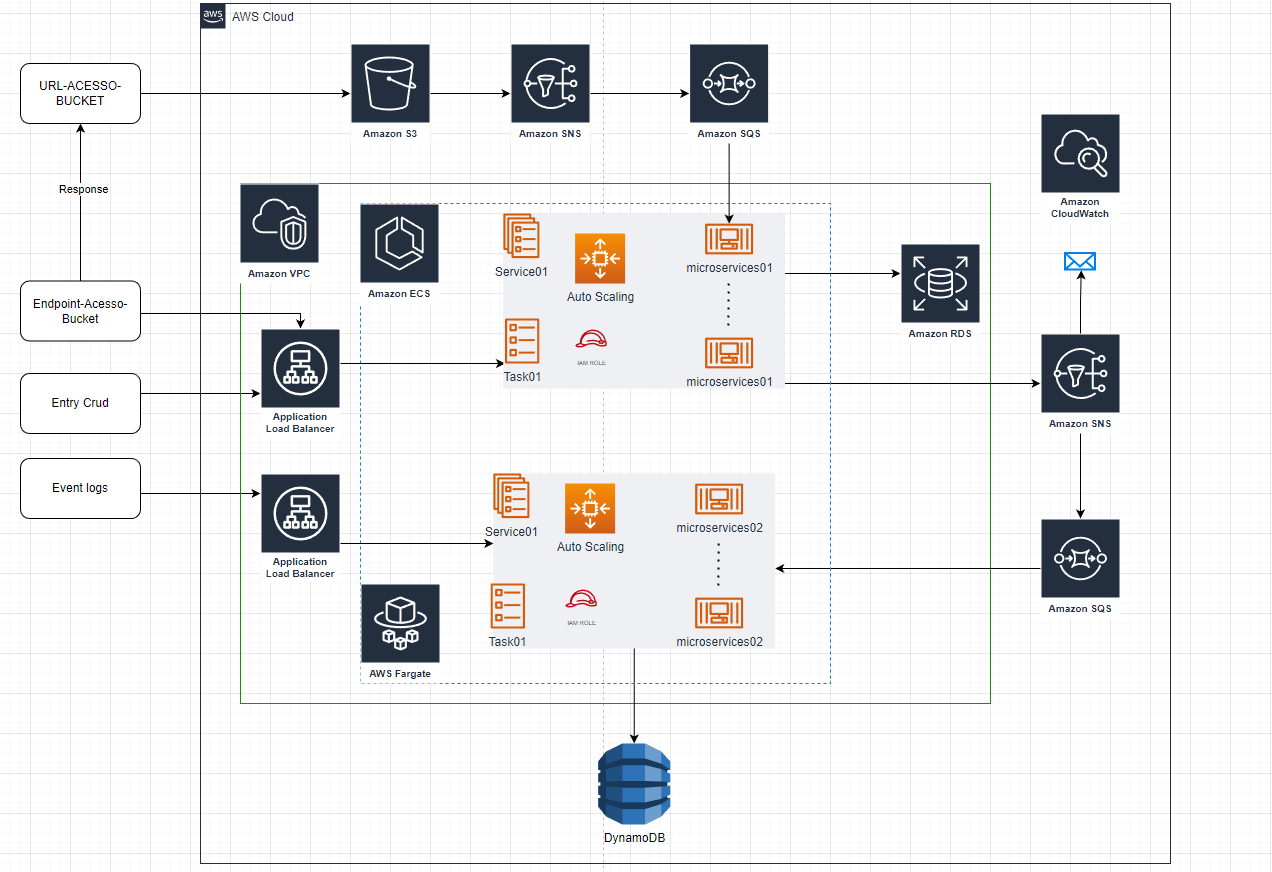 aws
AWS Cloud
URL-ACESSO-
BUCKET
Amazon S3
Amazon SNS
Amazon SQS
Amazon
CloudWatch
Response
Amazon VPC
Amazon ECS
Service01
Auto Scaling
microservices01
Endpoint-Acesso-
Bucket
Amazon RDS
Task01
IAM ROLE
microservices01
Entry Crud
Application
Load Balancer
Amazon SNS
Event logs
Service01
Auto Scaling
microservices02
Application
Load Balancer
Amazon SQS
Task01
IAM ROLE
microservices02
AWS Fargate
DynamoDB